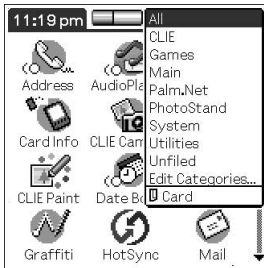 11:19 pm
All
CLIE
Games
Main
Palm.Net
PhotoStand
System
Utilities
Unfiled
Edit Categories...
Card
Address
Card Info
CLIE Paint
Graffiti
HotSync
Mail